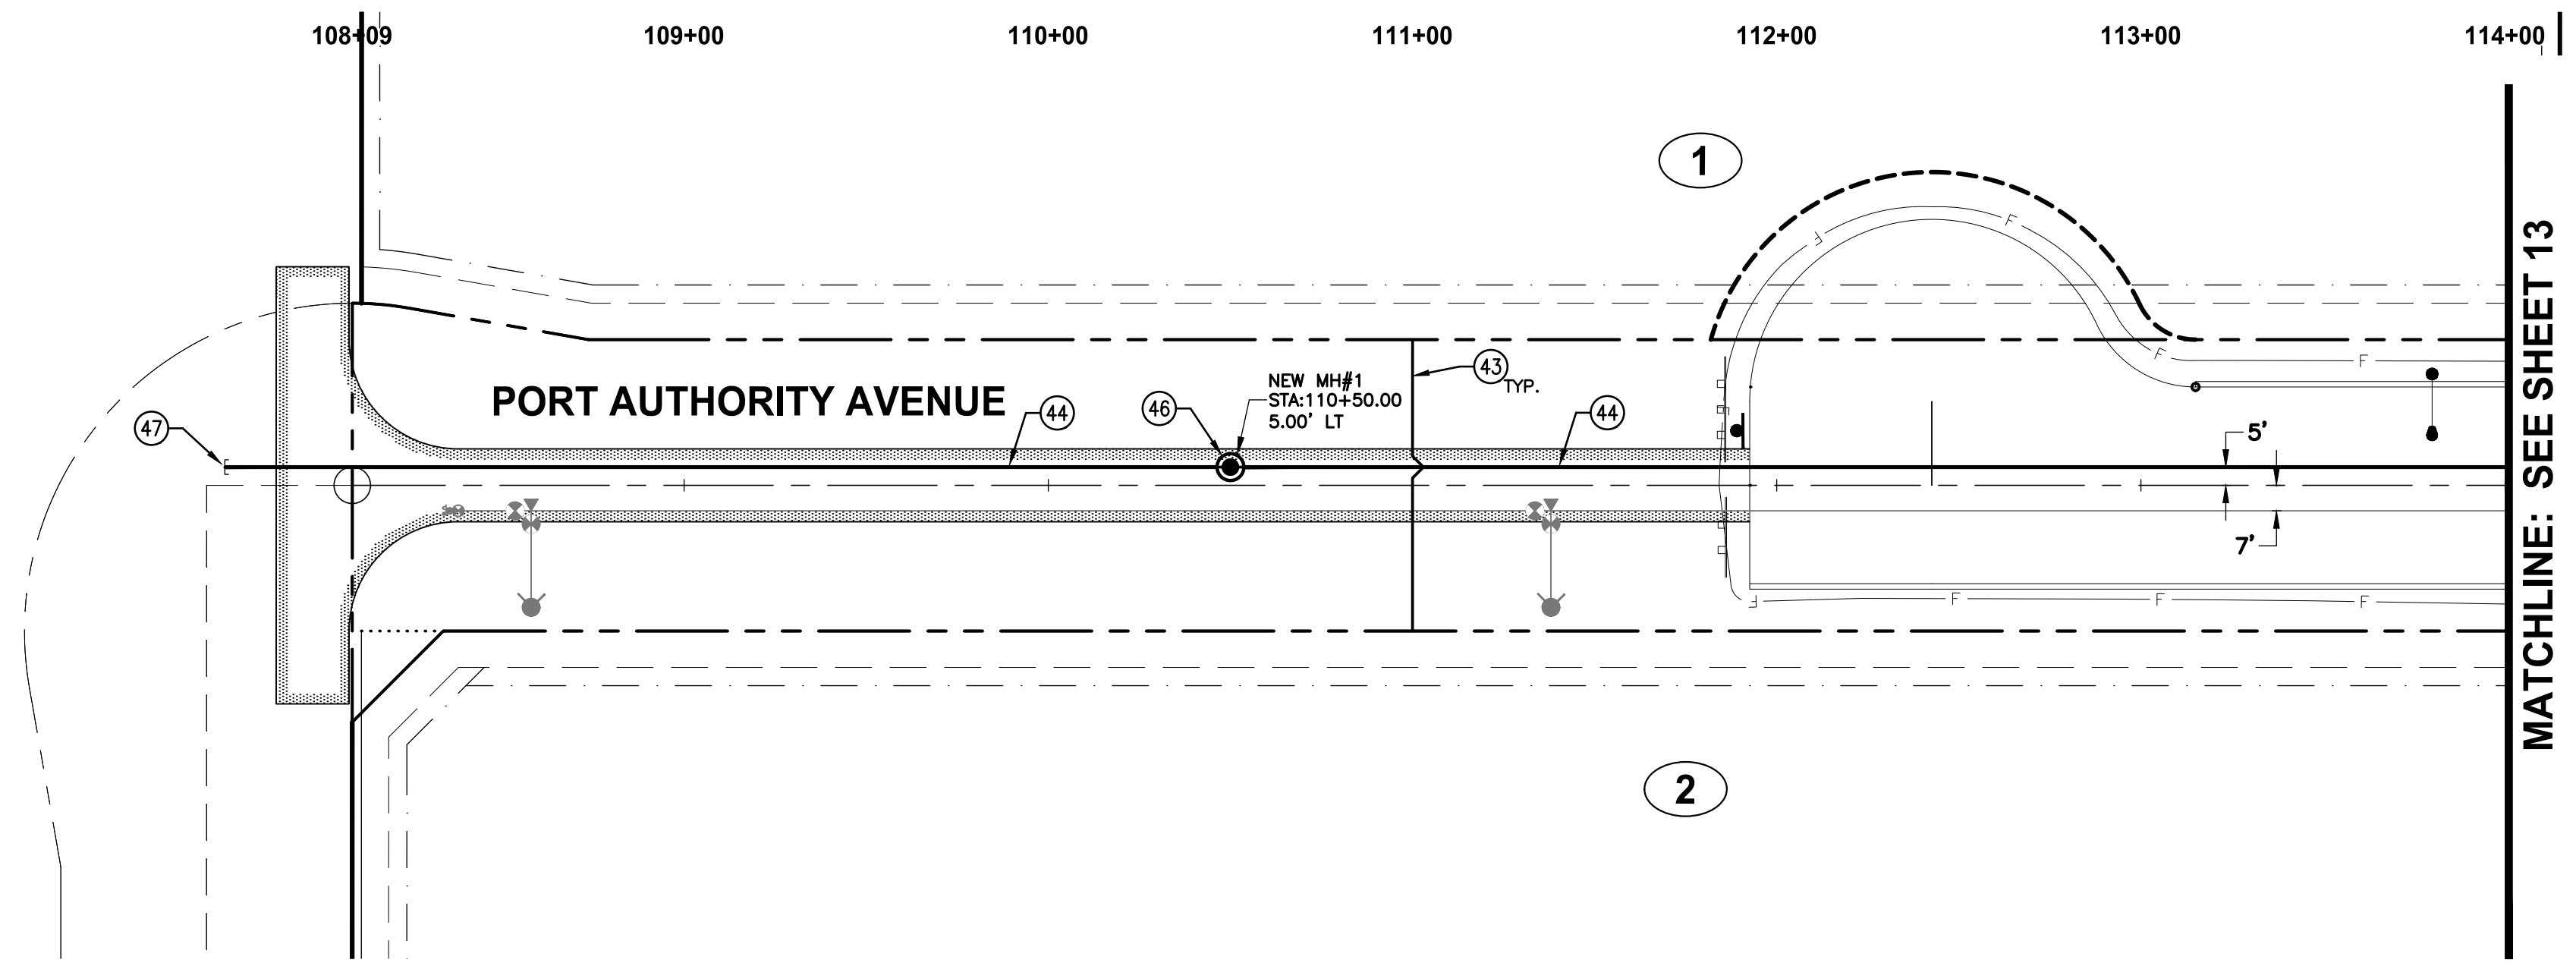 108+09 109+00 110+00 111+00 112+00 113+00 114+00
1
MATCHLINE: SEE SHEET 13
F F
F F
43 TYP.
NEW MH#1
STA:110+50.00
5.00' LT
PORT AUTHORITY AVENUE
44 46 44
47
5'
7'
F F F F
2